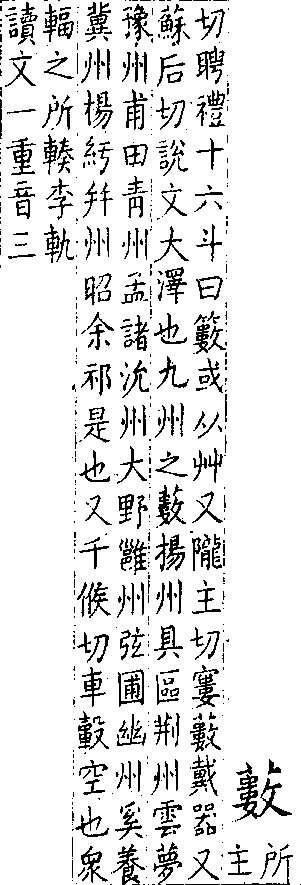 藪所主
切聘禮十六斗曰籔或从艸又隴主切寠藪戴器又
蘇后切說文大澤也九州之藪揚州具區荆州雲夢
豫州甫田青州孟諸沇州大野雝州弦圃幽州奚養
冀州楊紆幷州昭余祁是也又千候切車轂空也衆
輻之所輳李軌
讀文一重音三